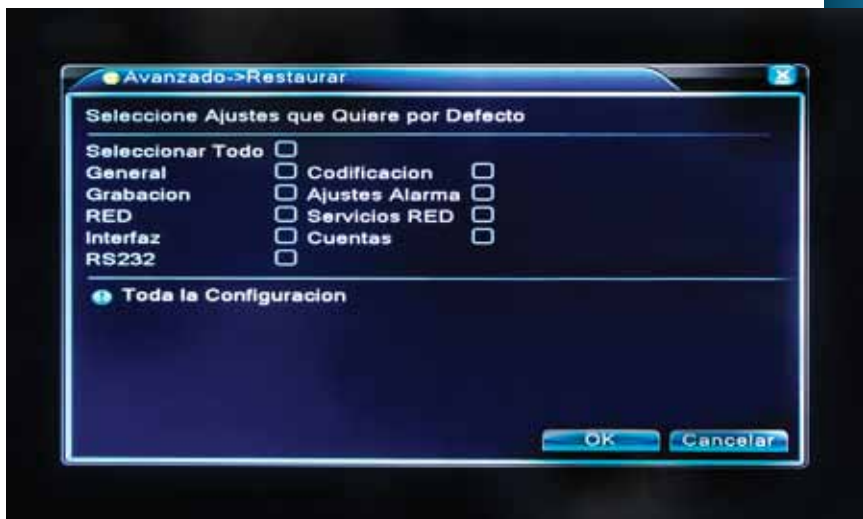 Avanzado->Restaurar
Seleccione Ajustes que Quiere por Defecto
Seleccionar Todo
General Codificacion
Grabacion Ajustes Alarma
RED Servicios RED
Interfaz Cuentas
RS232
Toda la Configuracion
OK Cancelar